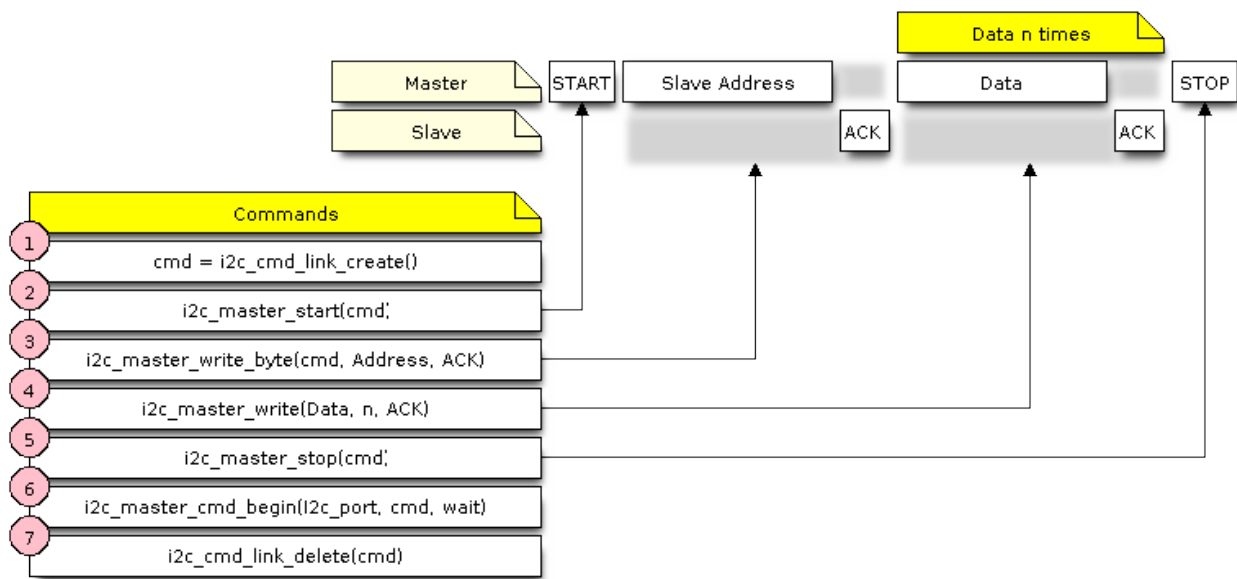 Data n times
Master START Slave Address Data STOP
Slave ACK ACK
Commands
1
cmd = i2c_cmd_link_create()
2
i2c_master_start(cmd)
3
i2c_master_write_byte(cmd, Address, ACK)
4
i2c_master_write(Data, n, ACK)
5
i2c_master_stop(cmd)
6
i2c_master_cmd_begin(I2c_port, cmd, wait)
7
i2c_cmd_link_delete(cmd)